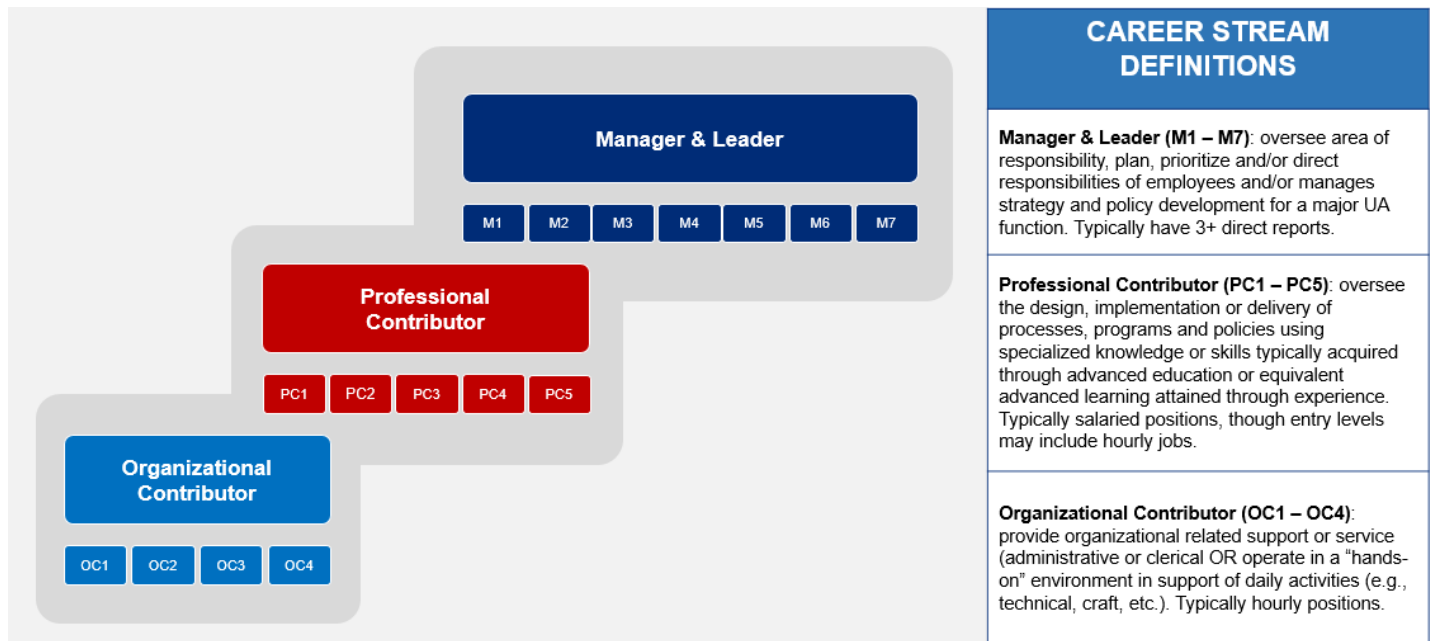 Manager & Leader
M1 M2 M3 M4 M5 M6 M7
Professional
Contributor
PC1 PC2 PC3 PC4 PC5
Organizational
Contributor
OC1 OC2 OC3 OC4
CAREER STREAM
DEFINITIONS
Manager & Leader (M1 – M7): oversee area of
responsibility, plan, prioritize and/or direct
responsibilities of employees and/or manages
strategy and policy development for a major UA
function. Typically have 3+ direct reports.
Professional Contributor (PC1 – PC5): oversee
the design, implementation or delivery of
processes, programs and policies using
specialized knowledge or skills typically acquired
through advanced education or equivalent
advanced learning attained through experience.
Typically salaried positions, though entry levels
may include hourly jobs.
Organizational Contributor (OC1 – OC4):
provide organizational related support or service
(administrative or clerical OR operate in a “hands-
on” environment in support of daily activities (e.g.,
technical, craft, etc.). Typically hourly positions.